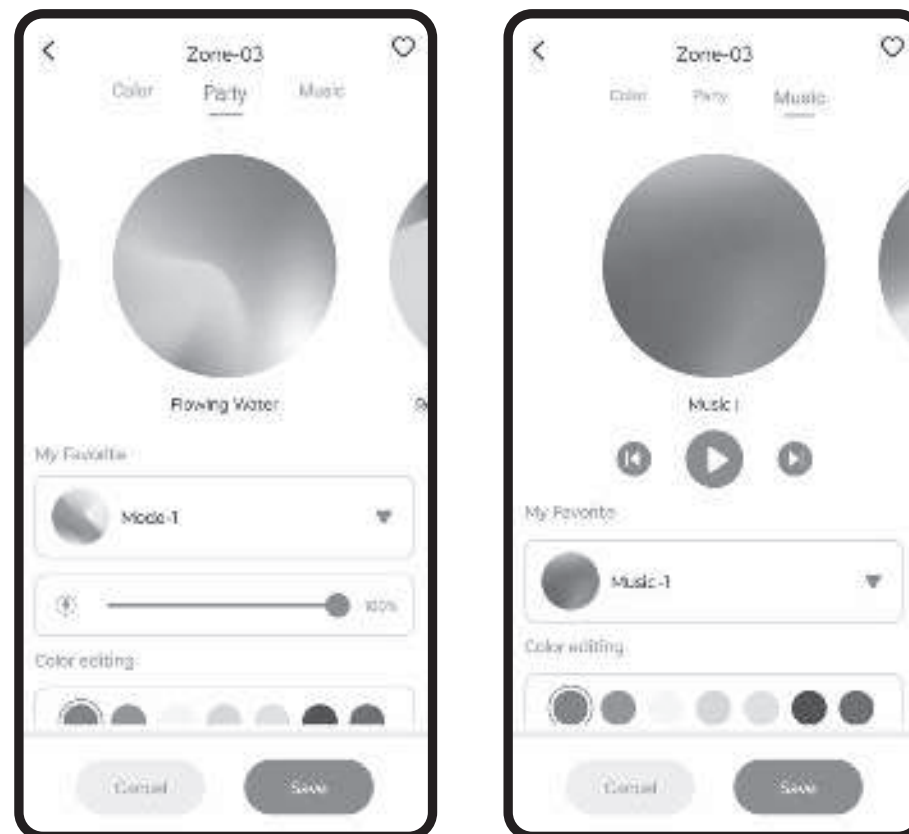 Zone-03
Color Party Music
Flowing Water
My Favorite
Mode-1
100%
Color editing
Cancel Save
Zone-03
Color Party Music
Music 1
My Favorite
Music -1
Color editing
Cancel Save